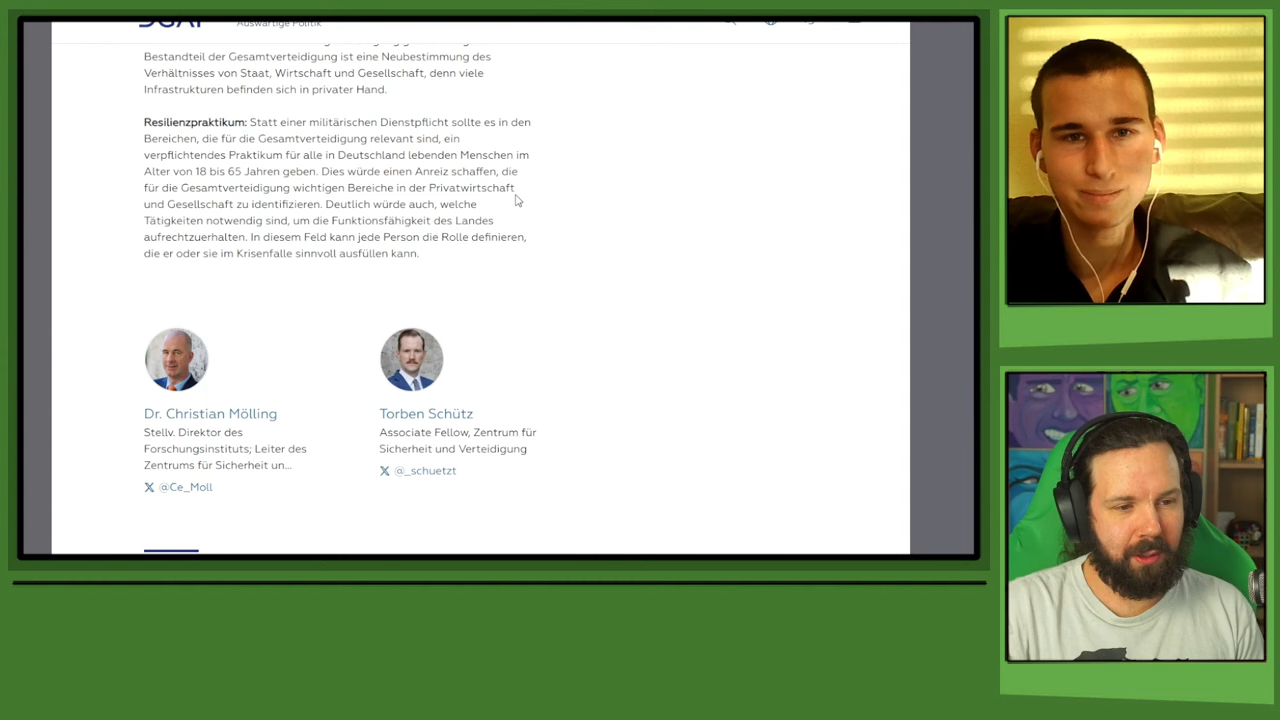 Auswärtige Politik
Bestandteil der Gesamtverteidigung ist eine Neubestimmung des
Verhältnisses von Staat, Wirtschaft und Gesellschaft, denn viele
Infrastrukturen befinden sich in privater Hand.
Resilienzpraktikum: Statt einer militärischen Dienstpflicht sollte es in den
Bereichen, die für die Gesamtverteidigung relevant sind, ein
verpflichtendes Praktikum für alle in Deutschland lebenden Menschen im
Alter von 18 bis 65 Jahren geben. Dies würde einen Anreiz schaffen, die
für die Gesamtverteidigung wichtigen Bereiche in der Privatwirtschaft
und Gesellschaft zu identifizieren. Deutlich würde auch, welche
Tätigkeiten notwendig sind, um die Funktionsfähigkeit des Landes
aufrechtzuerhalten. In diesem Feld kann jede Person die Rolle definieren,
die er oder sie im Krisenfalle sinnvoll ausfüllen kann.
Dr. Christian Mölling
Stellv. Direktor des
Forschungsinstituts; Leiter des
Zentrums für Sicherheit un...
@Ce_Moll
Torben Schütz
Associate Fellow, Zentrum für
Sicherheit und Verteidigung
@_schuetzt